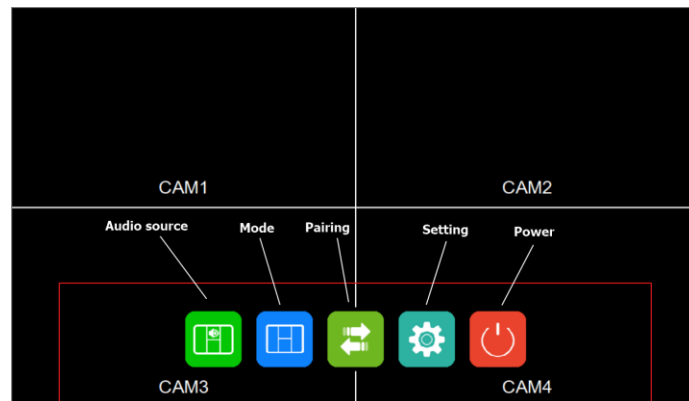 CAM1
CAM2
Audio source
Mode
Pairing
Setting
Power
CAM3
CAM4